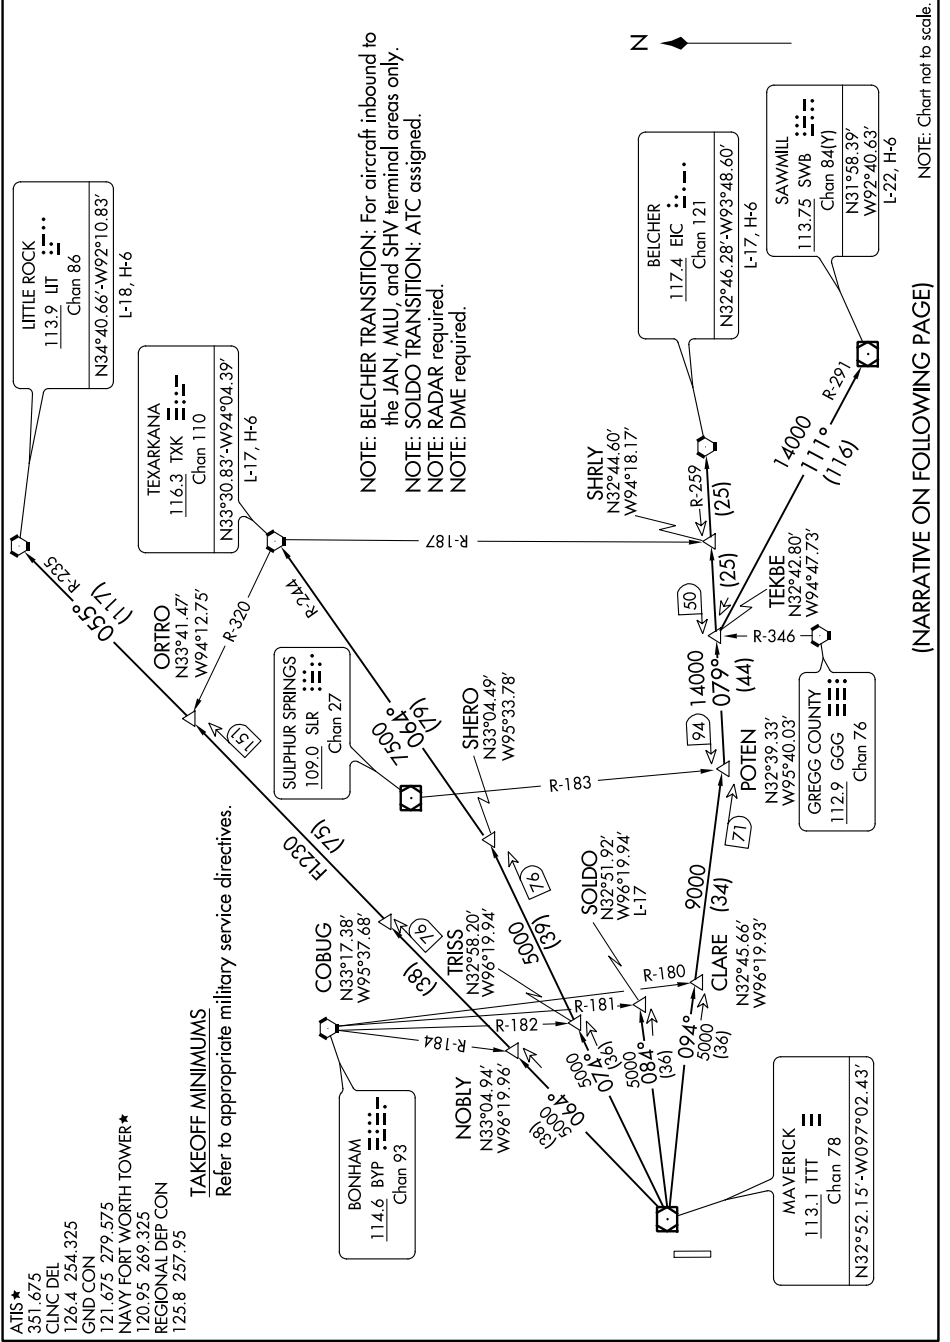 ATIS★
351.675
CLNC DEL
126.4 254.325
GND CON
121.675 279.575
NAVY FORT WORTH TOWER★
120.95 269.325
REGIONAL DEP CON
125.8 257.95
TAKEOFF MINIMUMS
Refer to appropriate military service directives.
LITTLE ROCK
113.9 LIT
Chan 86
N34°40.66'-W92°10.83'
L-18, H-6
TEXARKANA
116.3 TXK
Chan 110
N33°30.83'-W94°04.39'
L-17, H-6
NOTE: BELCHER TRANSITION: For aircraft inbound to
the JAN, MLU, and SHV terminal areas only.
NOTE: SOLDO TRANSITION: ATC assigned.
NOTE: RADAR required.
NOTE: DME required.
N
R-235
055°
(117)
ORTRO
N33°41.47'
W94°12.75'
R-320
(151)
FL230
(75)
COBUG
N33°17.38'
W95°37.68'
76
(38)
SULPHUR SPRINGS
109.0 SLR
Chan 27
R-244
7500
064°
(79)
SHERO
N33°04.49'
W95°33.78'
76
5000
(39)
R-187
R-183
BONHAM
114.6 BYP
Chan 93
R-184
R-182
R-181
R-180
NOBLY
N33°04.94'
W96°19.96'
5000
064°
(38)
TRISS
N32°58.20'
W96°19.94'
5000
074°
(36)
SOLDO
N32°51.92'
W96°19.94'
L-17
5000
084°
(36)
CLARE
N32°45.66'
W96°19.93'
094°
5000
(36)
9000
(34)
71
POTEN
N32°39.33'
W95°40.03'
94
14000
079°
(44)
50
TEKBE
N32°42.80'
W94°47.73'
R-346
GREGG COUNTY
112.9 GGG
Chan 76
(25)
SHRLY
N32°44.60'
W94°18.17'
R-259
(25)
BELCHER
117.4 EIC
Chan 121
N32°46.28'-W93°48.60'
L-17, H-6
14000
111°
(116)
R-291
SAWMILL
113.75 SWB
Chan 84(Y)
N31°58.39'
W92°40.63'
L-22, H-6
MAVERICK
113.1 TTT
Chan 78
N32°52.15'-W097°02.43'
(NARRATIVE ON FOLLOWING PAGE)
NOTE: Chart not to scale.